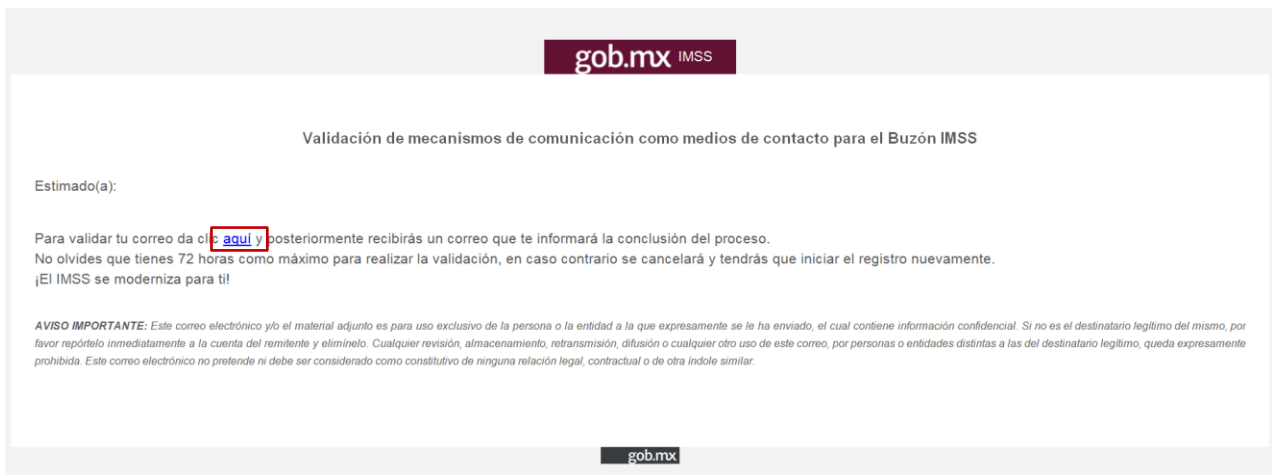 gob.mx IMSS
Validación de mecanismos de comunicación como medios de contacto para el Buzón IMSS
Estimado(a):
Para validar tu correo da clic aquí y posteriormente recibirás un correo que te informará la conclusión del proceso.
No olvides que tienes 72 horas como máximo para realizar la validación, en caso contrario se cancelará y tendrás que iniciar el registro nuevamente.
¡El IMSS se moderniza para ti!
AVISO IMPORTANTE: Este correo electrónico y/o el material adjunto es para uso exclusivo de la persona o la entidad a la que expresamente se le ha enviado, el cual contiene información confidencial. Si no es el destinatario legítimo del mismo, por
favor repórtelo inmediatamente a la cuenta del remitente y elimínelo. Cualquier revisión, almacenamiento, retransmisión, difusión o cualquier otro uso de este correo, por personas o entidades distintas a las del destinatario legítimo, queda expresamente
prohibida. Este correo electrónico no pretende ni debe ser considerado como constitutivo de ninguna relación legal, contractual o de otra índole similar.
gob.mx